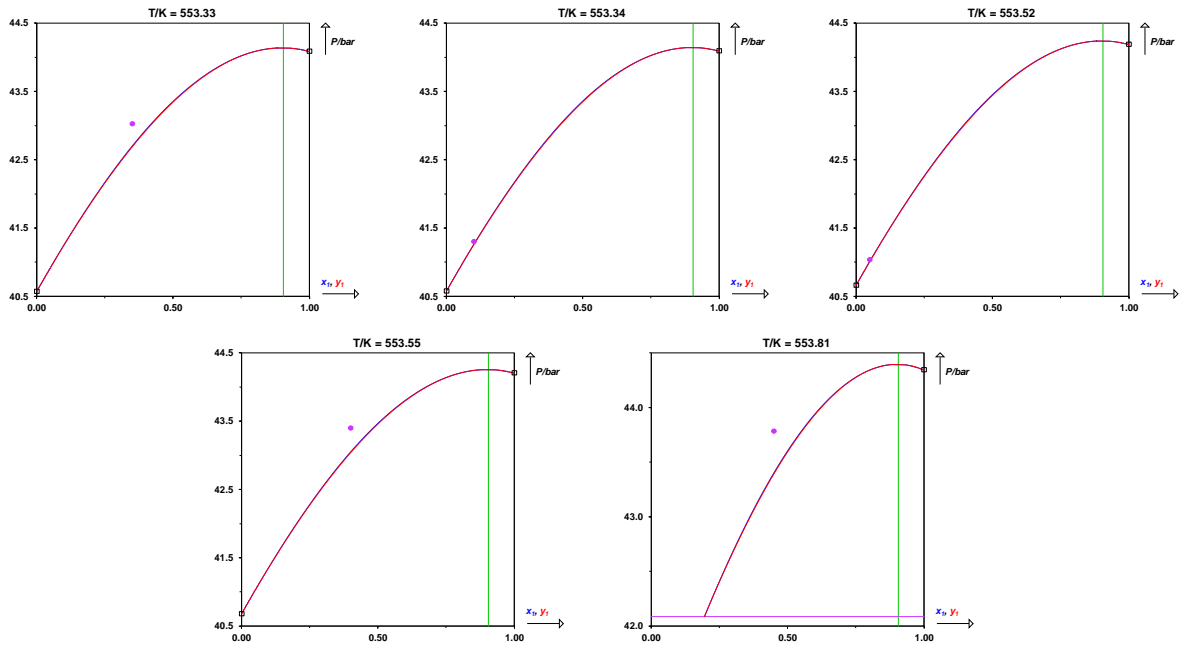 T/K = 553.33
44.5
43.5
42.5
41.5
40.5
0.00
0.50
1.00
P/bar
x₁, y₁
T/K = 553.34
44.5
43.5
42.5
41.5
40.5
0.00
0.50
1.00
P/bar
x₁, y₁
T/K = 553.52
44.5
43.5
42.5
41.5
40.5
0.00
0.50
1.00
P/bar
x₁, y₁
T/K = 553.55
44.5
43.5
42.5
41.5
40.5
0.00
0.50
1.00
P/bar
x₁, y₁
T/K = 553.81
44.0
43.0
42.0
0.00
0.50
1.00
P/bar
x₁, y₁